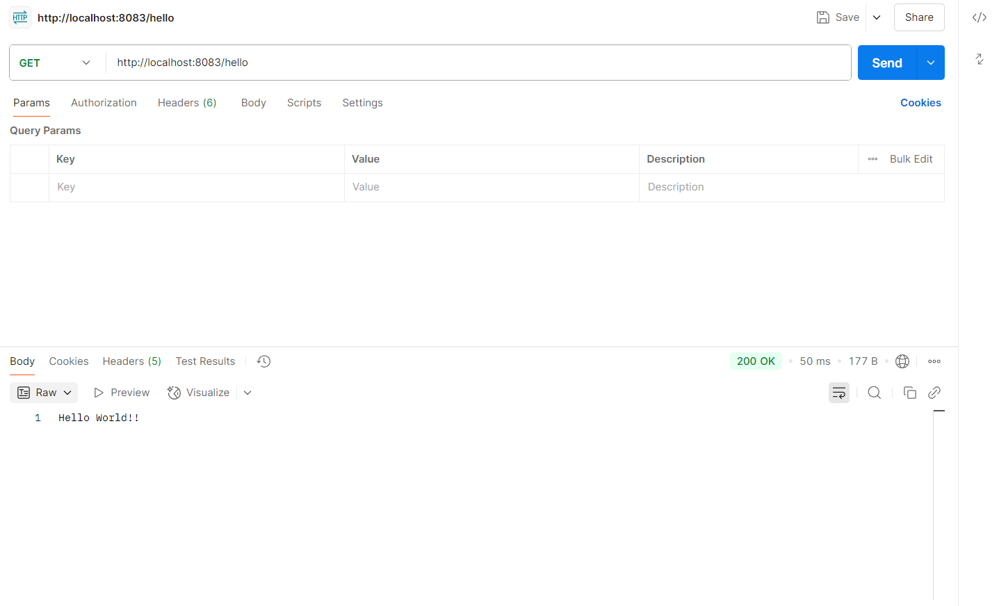 HTTP http://localhost:8083/hello Save Share
GET http://localhost:8083/hello Send
Params Authorization Headers (6) Body Scripts Settings Cookies
Query Params
Key Value Description Bulk Edit
Key Value Description
Body Cookies Headers (5) Test Results 200 OK 50 ms 177 B
Raw Preview Visualize
1 Hello World!!